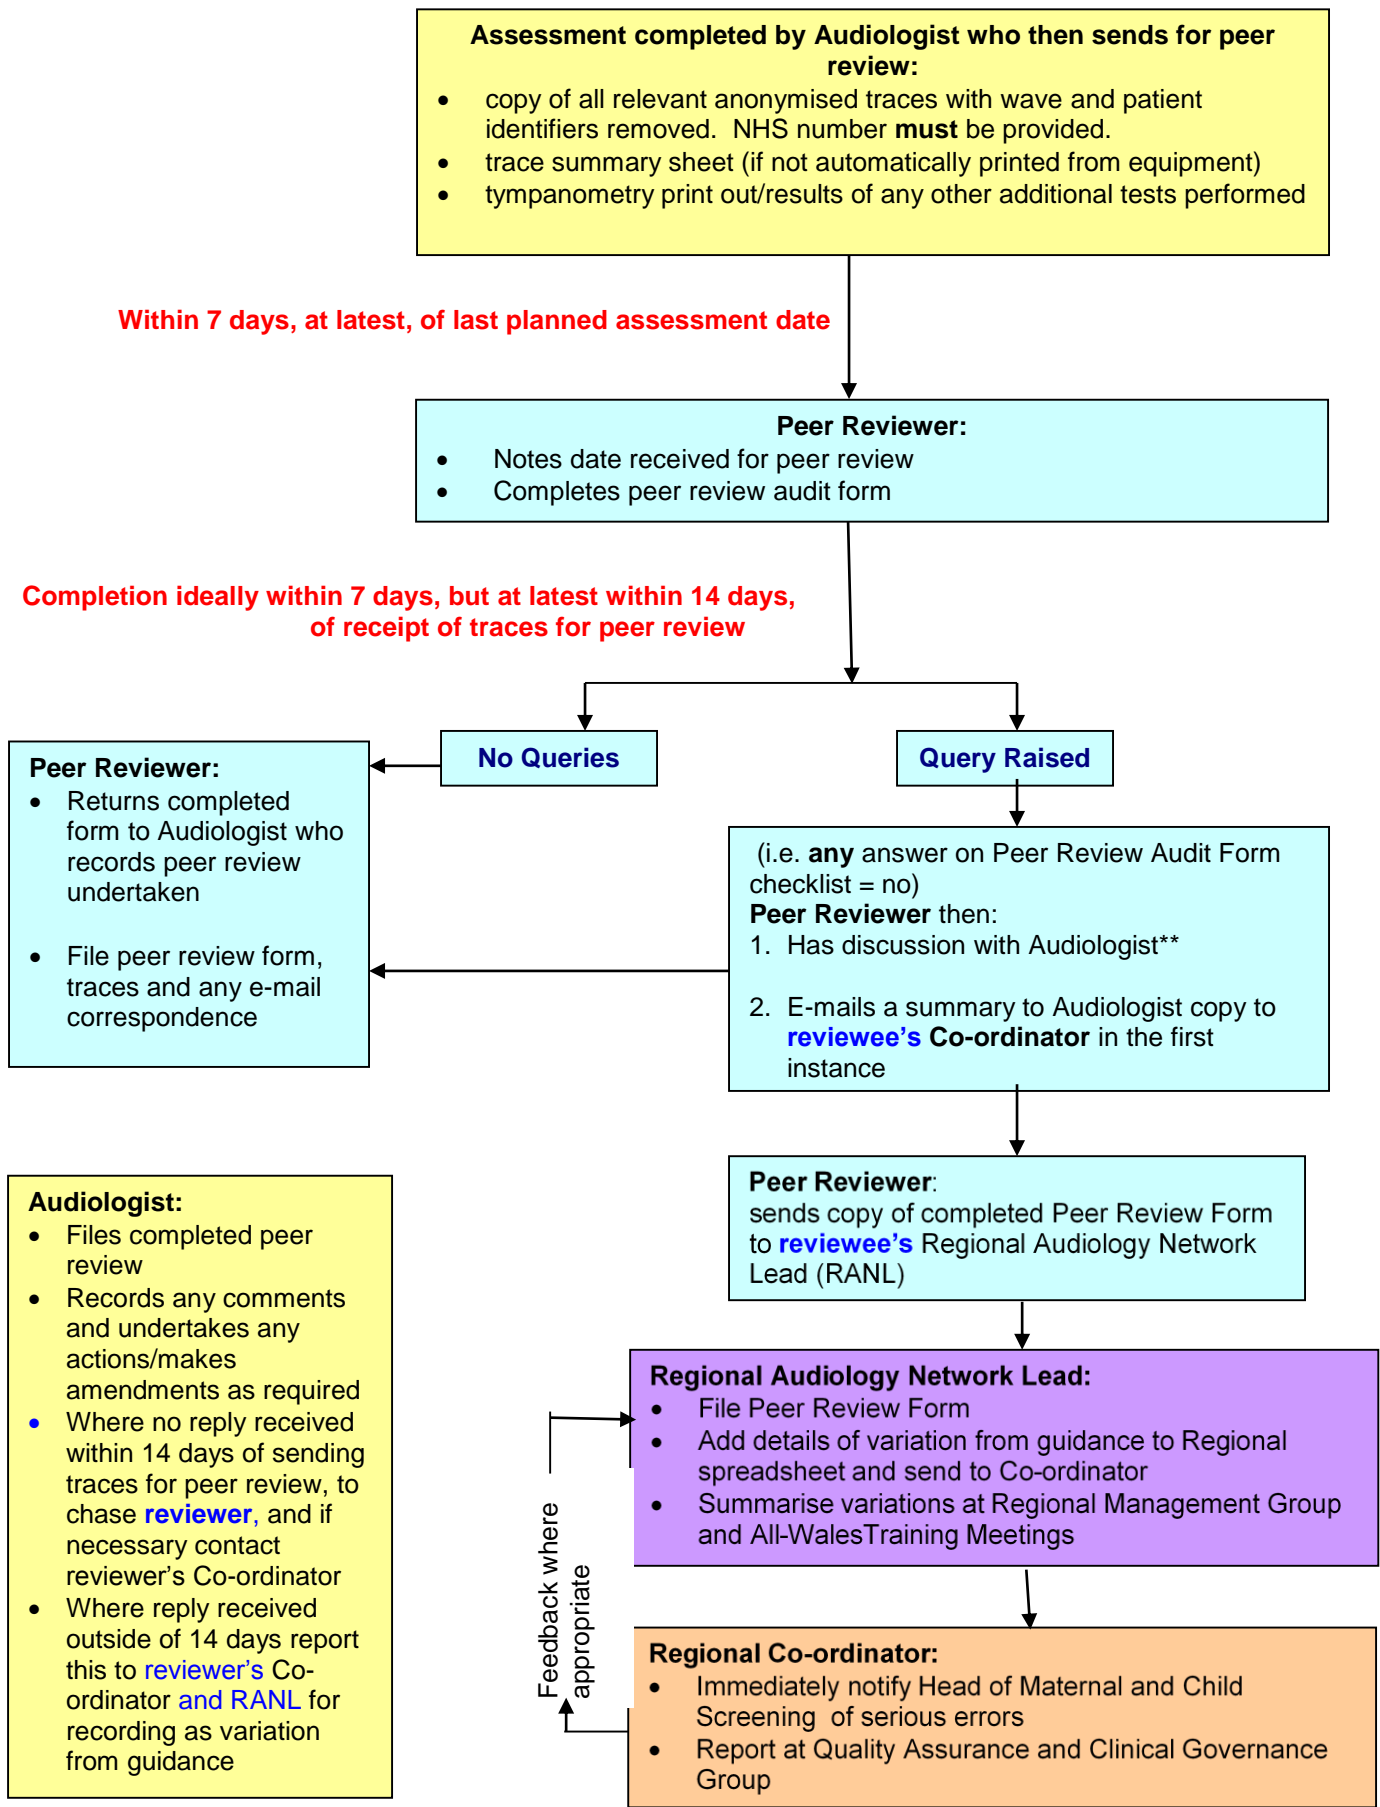 Assessment completed by Audiologist who then sends for peer
review:
• copy of all relevant anonymised traces with wave and patient
identifiers removed.  NHS number must be provided.
• trace summary sheet (if not automatically printed from equipment)
• tympanometry print out/results of any other additional tests performed
Within 7 days, at latest, of last planned assessment date
Peer Reviewer:
• Notes date received for peer review
• Completes peer review audit form
Completion ideally within 7 days, but at latest within 14 days,
of receipt of traces for peer review
No Queries
Query Raised
Peer Reviewer:
• Returns completed
form to Audiologist who
records peer review
undertaken
• File peer review form,
traces and any e-mail
correspondence
(i.e. any answer on Peer Review Audit Form
checklist = no)
Peer Reviewer then:
1. Has discussion with Audiologist**
2. E-mails a summary to Audiologist copy to
reviewee's Co-ordinator in the first
instance
Peer Reviewer:
sends copy of completed Peer Review Form
to reviewee's Regional Audiology Network
Lead (RANL)
Audiologist:
• Files completed peer
review
• Records any comments
and undertakes any
actions/makes
amendments as required
• Where no reply received
within 14 days of sending
traces for peer review, to
chase reviewer, and if
necessary contact
reviewer's Co-ordinator
• Where reply received
outside of 14 days report
this to reviewer's Co-
ordinator and RANL for
recording as variation
from guidance
Regional Audiology Network Lead:
• File Peer Review Form
• Add details of variation from guidance to Regional
spreadsheet and send to Co-ordinator
• Summarise variations at Regional Management Group
and All-WalesTraining Meetings
Feedback where
appropriate
Regional Co-ordinator:
• Immediately notify Head of Maternal and Child
Screening  of serious errors
• Report at Quality Assurance and Clinical Governance
Group